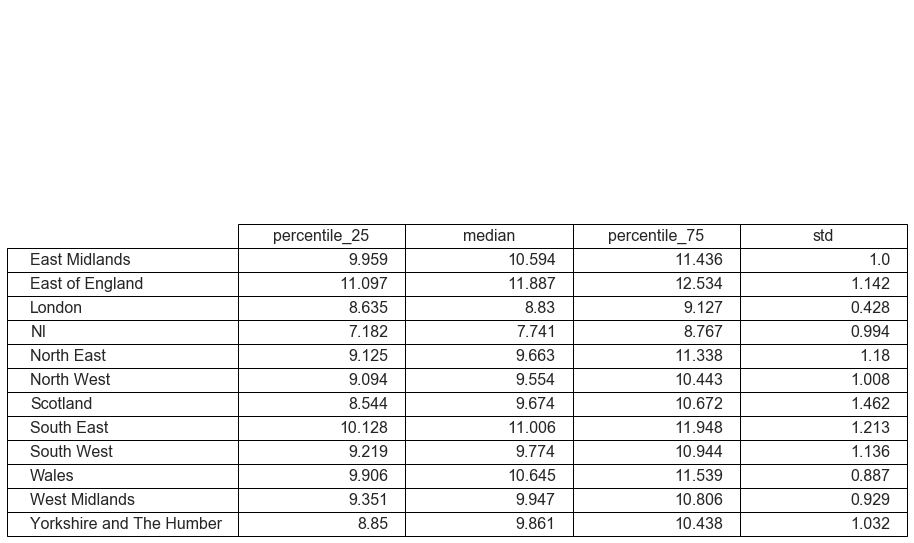 percentile_25 median percentile_75 std
East Midlands 9.959 10.594 11.436 1.0
East of England 11.097 11.887 12.534 1.142
London 8.635 8.83 9.127 0.428
NI 7.182 7.741 8.767 0.994
North East 9.125 9.663 11.338 1.18
North West 9.094 9.554 10.443 1.008
Scotland 8.544 9.674 10.672 1.462
South East 10.128 11.006 11.948 1.213
South West 9.219 9.774 10.944 1.136
Wales 9.906 10.645 11.539 0.887
West Midlands 9.351 9.947 10.806 0.929
Yorkshire and The Humber 8.85 9.861 10.438 1.032